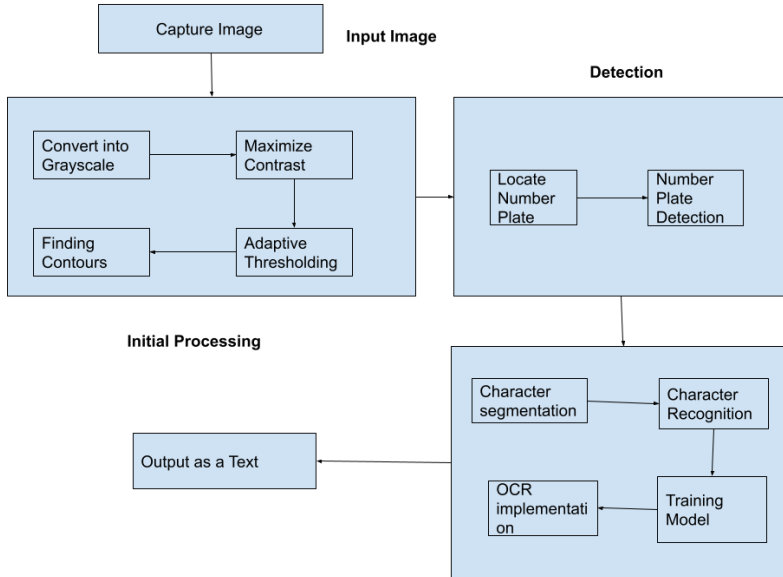 Capture Image
Input Image
Detection
Convert into
Grayscale
Maximize
Contrast
Locate
Number
Plate
Number
Plate
Detection
Finding
Contours
Adaptive
Thresholding
Initial Processing
Character
segmentation
Character
Recognition
Output as a Text
OCR
implementati
on
Training
Model